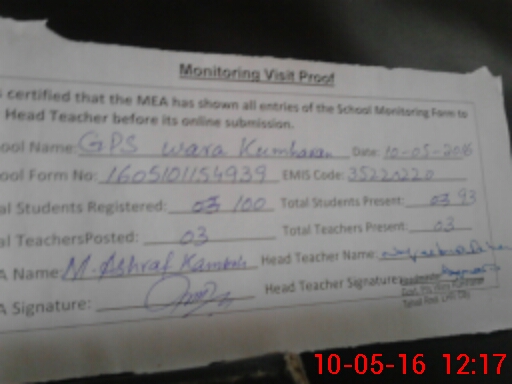 Monitoring Visit Proof
s certified that the MEA has shown all entries of the School Monitoring Form to
Head Teacher before its online submission.
ool Name: GPS Wara Kumharan Date: 10-05-2016
ool Form No: 1605101154939 EMIS Code: 35221220
al Students Registered: 03 100 Total Students Present: 03 93
al TeachersPosted: 03 Total Teachers Present: 03
A Name: M. Ashraf Kamboh Head Teacher Name:
A Signature: Head Teacher Signature:
10-05-16 12:17